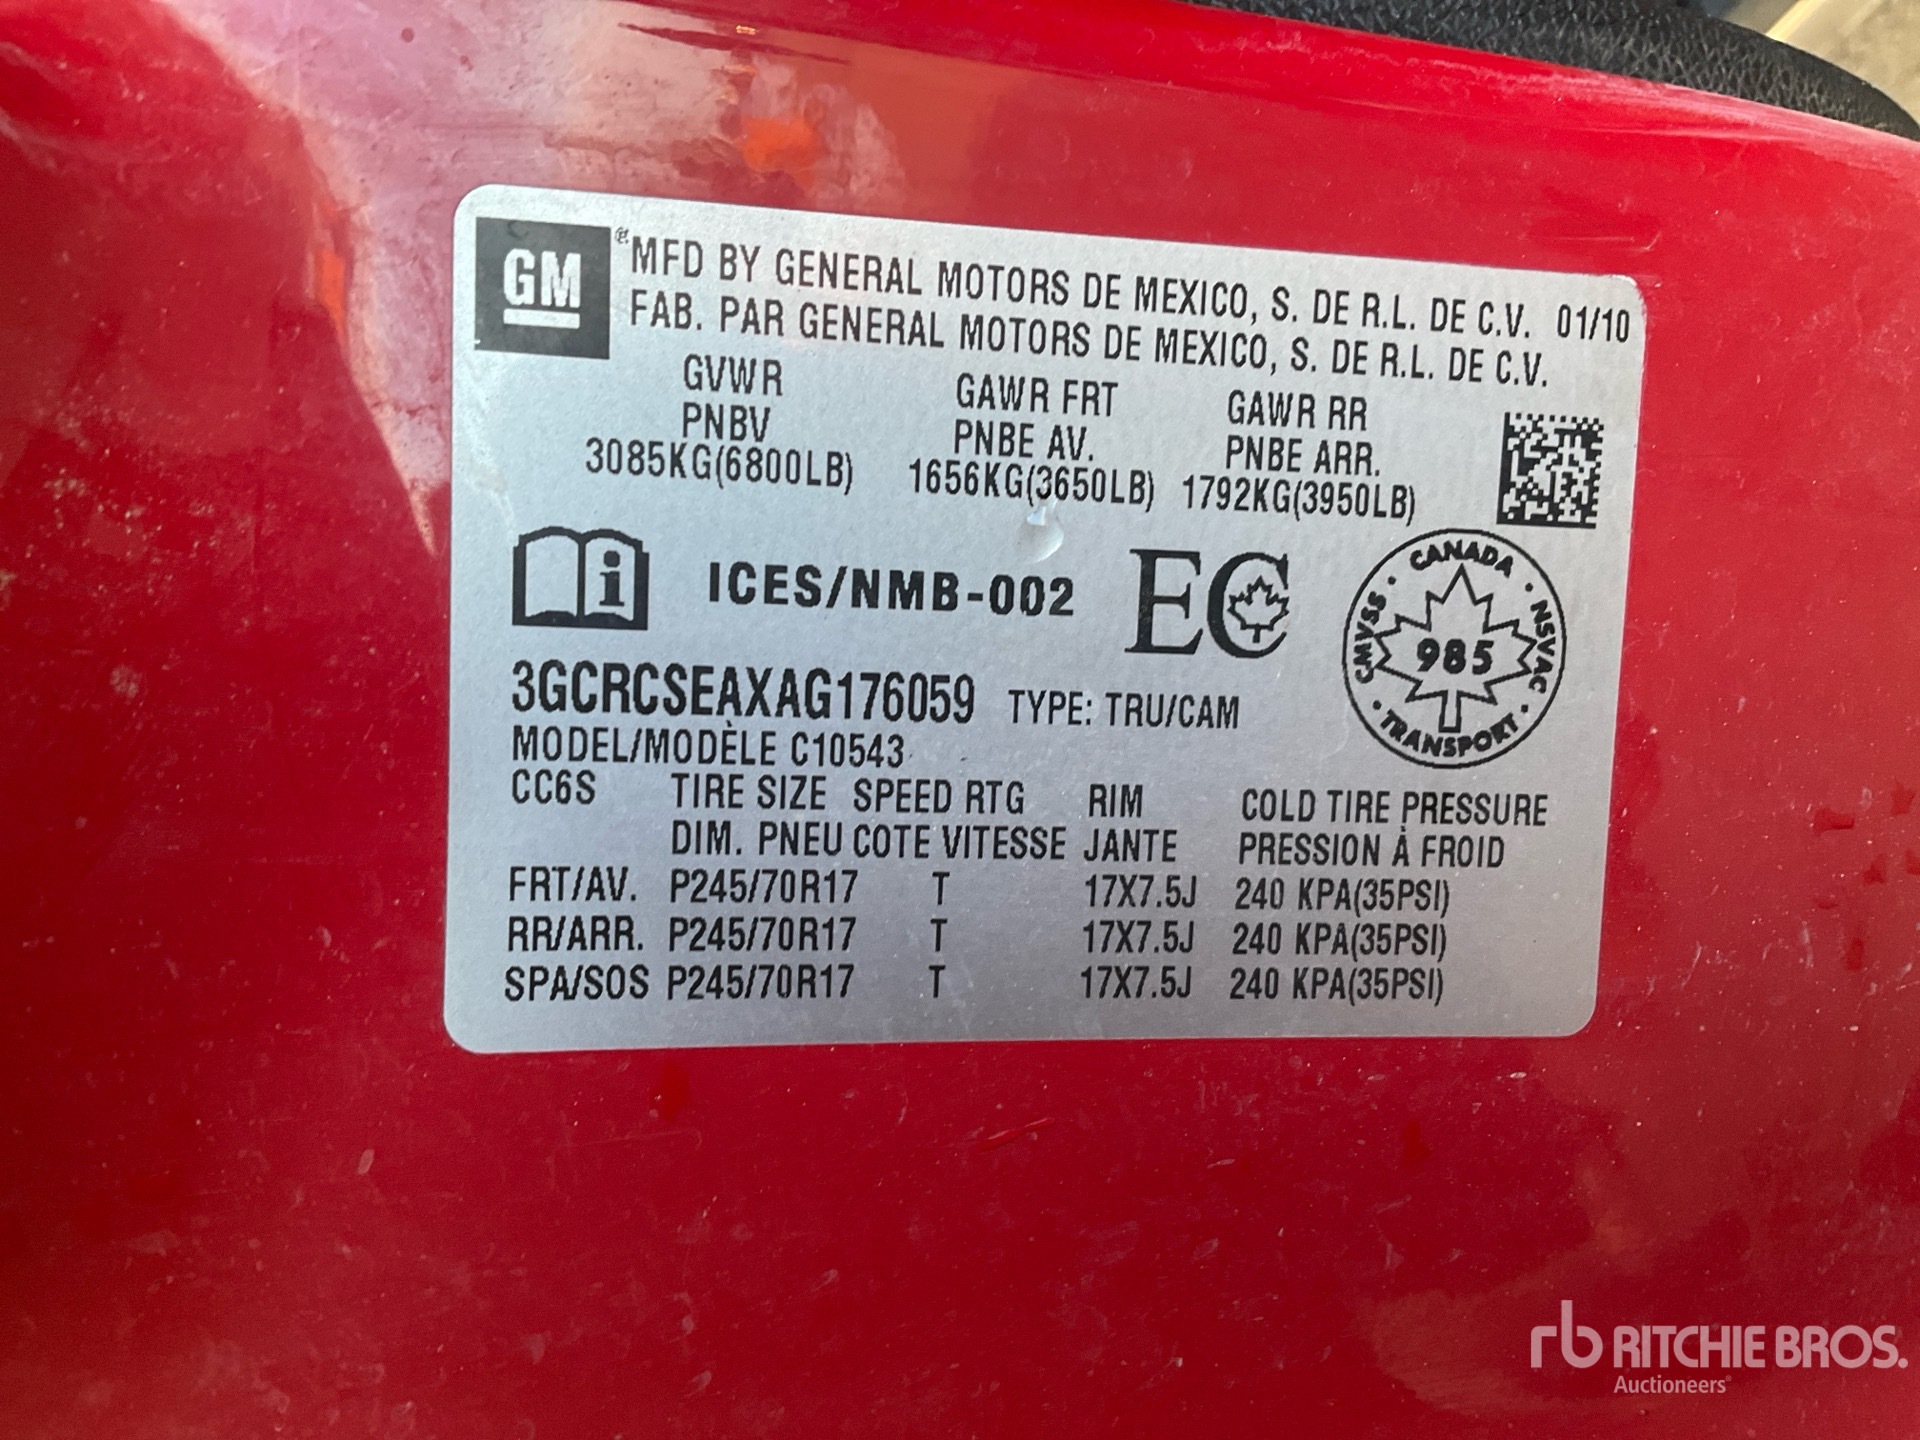 GM
® MFD BY GENERAL MOTORS DE MEXICO, S. DE R.L. DE C.V. 01/10
FAB. PAR GENERAL MOTORS DE MEXICO, S. DE R.L. DE C.V.
GVWR GAWR FRT GAWR RR
PNBV PNBE AV. PNBE ARR.
3085KG(6800LB) 1656KG(3650LB) 1792KG(3950LB)
i ICES/NMB-002 EC
CANADA · NSVAC · TRANSPORT · CMVSS ·
985
3GCRCSEAXAG176059 TYPE: TRU/CAM
MODEL/MODÈLE C10543
CC6S TIRE SIZE SPEED RTG RIM COLD TIRE PRESSURE
DIM. PNEU COTE VITESSE JANTE PRESSION À FROID
FRT/AV. P245/70R17 T 17X7.5J 240 KPA(35PSI)
RR/ARR. P245/70R17 T 17X7.5J 240 KPA(35PSI)
SPA/SOS P245/70R17 T 17X7.5J 240 KPA(35PSI)
rb RITCHIE BROS.
Auctioneers